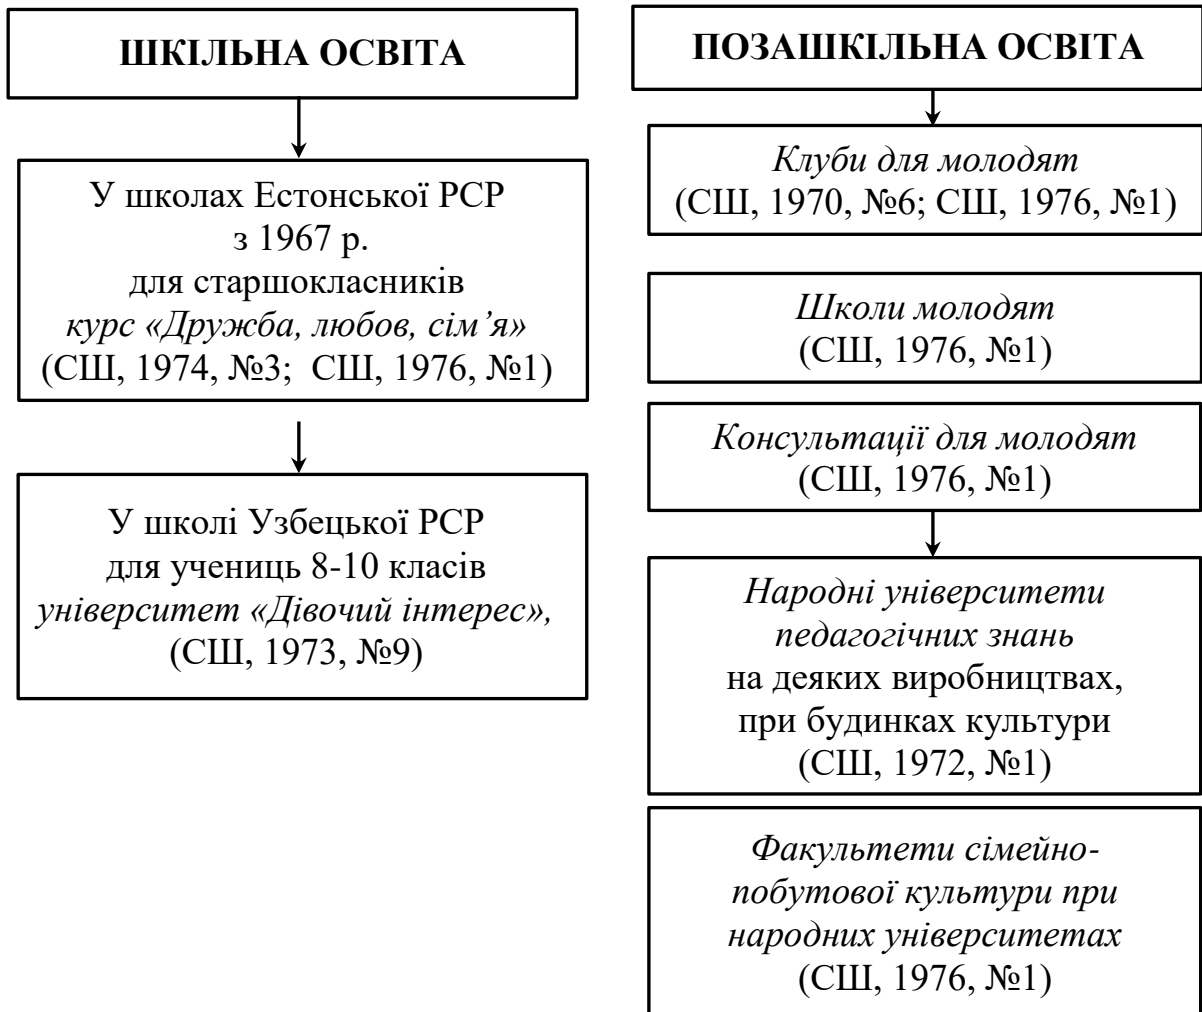 ШКІЛЬНА ОСВІТА
У школах Естонської РСР
з 1967 р.
для старшокласників
курс «Дружба, любов, сім’я»
(СШ, 1974, №3; СШ, 1976, №1)
У школі Узбецької РСР
для учениць 8-10 класів
університет «Дівочий інтерес»,
(СШ, 1973, №9)
ПОЗАШКІЛЬНА ОСВІТА
Клуби для молодят
(СШ, 1970, №6; СШ, 1976, №1)
Школи молодят
(СШ, 1976, №1)
Консультації для молодят
(СШ, 1976, №1)
Народні університети
педагогічних знань
на деяких виробництвах,
при будинках культури
(СШ, 1972, №1)
Факультети сімейно-
побутової культури при
народних університетах
(СШ, 1976, №1)